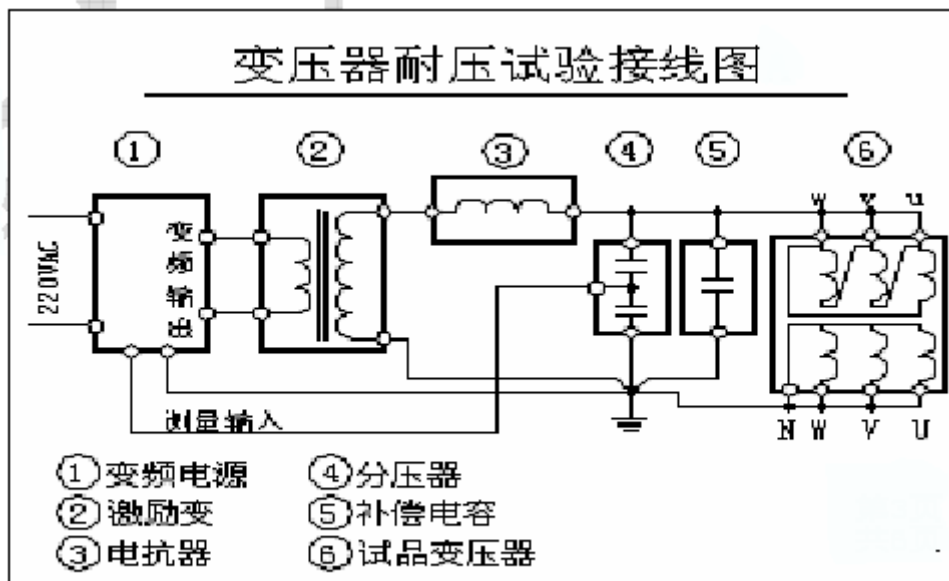 变压器耐压试验接线图
① ② ③ ④ ⑤ ⑥
w v u
220VAC
变频输出
测量输入
N W V U
①变频电源 ④分压器
②激励变 ⑤补偿电容
③电抗器 ⑥试品变压器